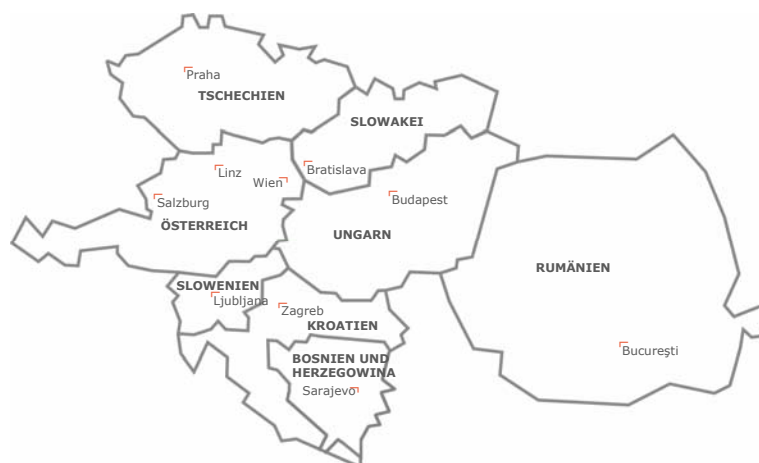 Praha
TSCHECHIEN
SLOWAKEI
Bratislava
Linz
Wien
Salzburg
ÖSTERREICH
Budapest
UNGARN
RUMÄNIEN
SLOWENIEN
Ljubljana
Zagreb
KROATIEN
Bucureşti
BOSNIEN UND
HERZEGOWINA
Sarajevo